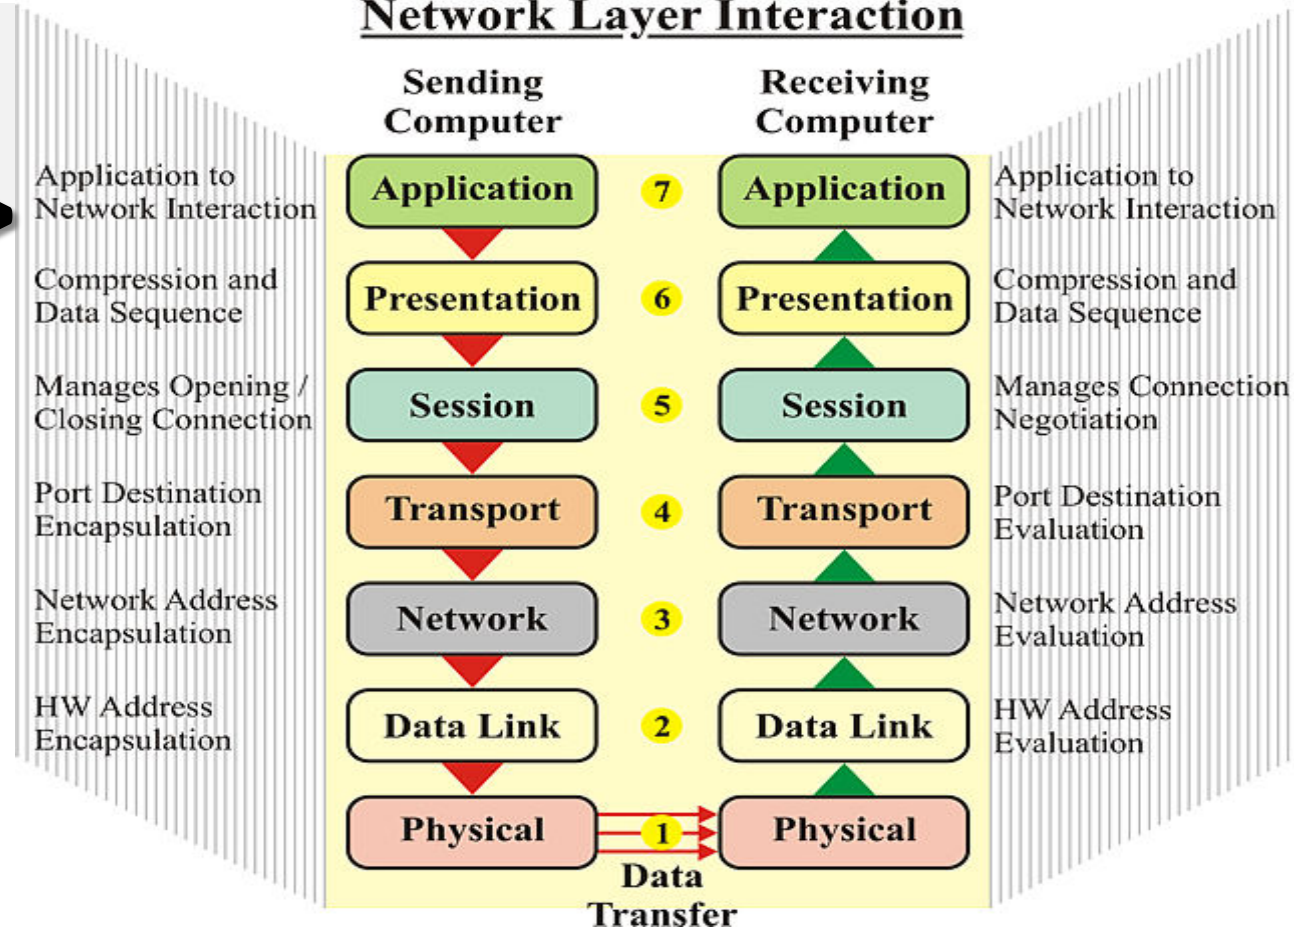 Network Layer Interaction
Sending
Computer
Receiving
Computer
Application to
Network Interaction
Application
7
Application
Application to
Network Interaction
Compression and
Data Sequence
Presentation
6
Presentation
Compression and
Data Sequence
Manages Opening /
Closing Connection
Session
5
Session
Manages Connection
Negotiation
Port Destination
Encapsulation
Transport
4
Transport
Port Destination
Evaluation
Network Address
Encapsulation
Network
3
Network
Network Address
Evaluation
HW Address
Encapsulation
Data Link
2
Data Link
HW Address
Evaluation
Physical
1
Physical
Data
Transfer